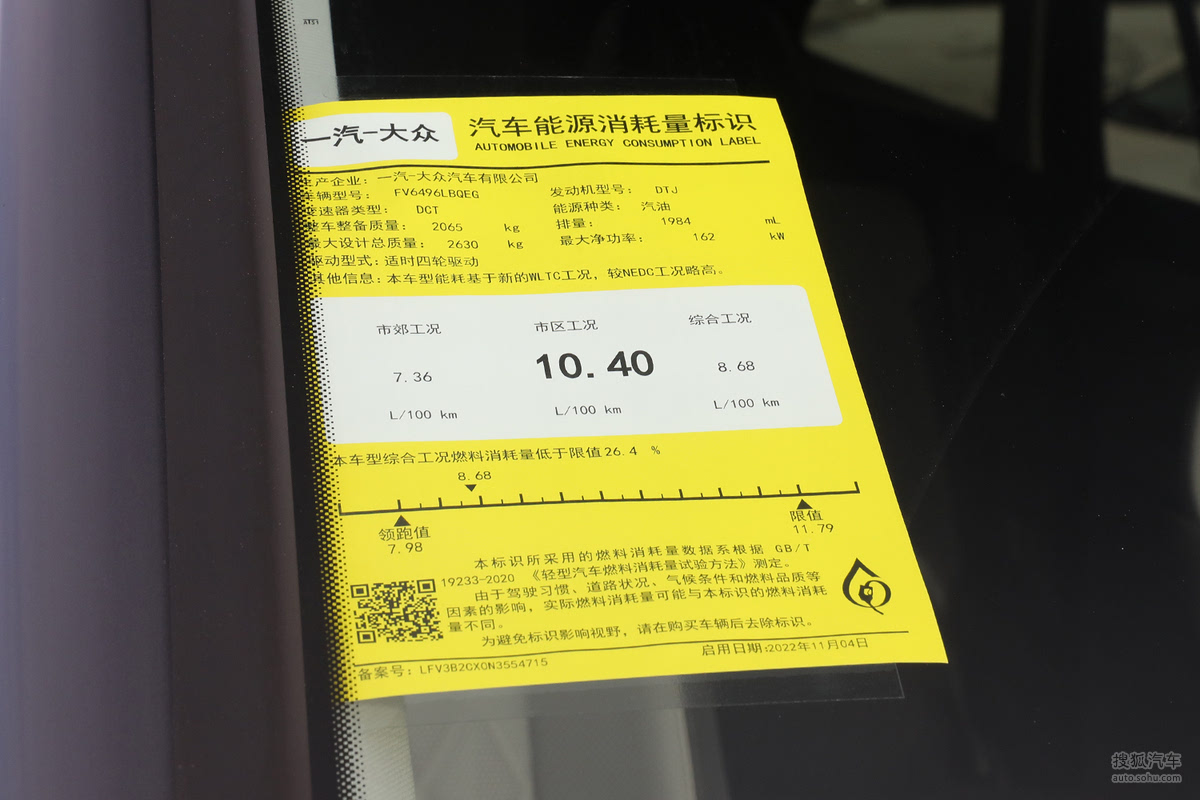 一汽-大众
汽车能源消耗量标识
AUTOMOBILE ENERGY CONSUMPTION LABEL
生产企业：一汽-大众汽车有限公司
车辆型号：FV6496LBQEG 发动机型号：DTJ
变速器类型：DCT 能源种类：汽油
整车整备质量：2065 kg 排量：1984 mL
最大设计总质量：2630 kg 最大净功率：162 kW
驱动型式：适时四轮驱动
其他信息：本车型能耗基于新的WLTC工况，较NEDC工况略高。
市郊工况 市区工况 综合工况
7.36 10.40 8.68
L/100 km L/100 km L/100 km
本车型综合工况燃料消耗量低于限值26.4 %
8.68
领跑值 限值
7.98 11.79
本标识所采用的燃料消耗量数据系根据 GB/T
19233-2020 《轻型汽车燃料消耗量试验方法》测定。
由于驾驶习惯、道路状况、气候条件和燃料品质等
因素的影响，实际燃料消耗量可能与本标识的燃料消耗
量不同。
为避免标识影响视野，请在购买车辆后去除标识。
备案号：LFV3B2CX0N3554715 启用日期:2022年11月04日
搜狐汽车
auto.sohu.com